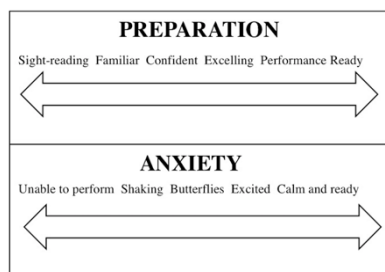 PREPARATION
Sight-reading Familiar Confident Excelling Performance Ready
ANXIETY
Unable to perform Shaking Butterflies Excited Calm and ready